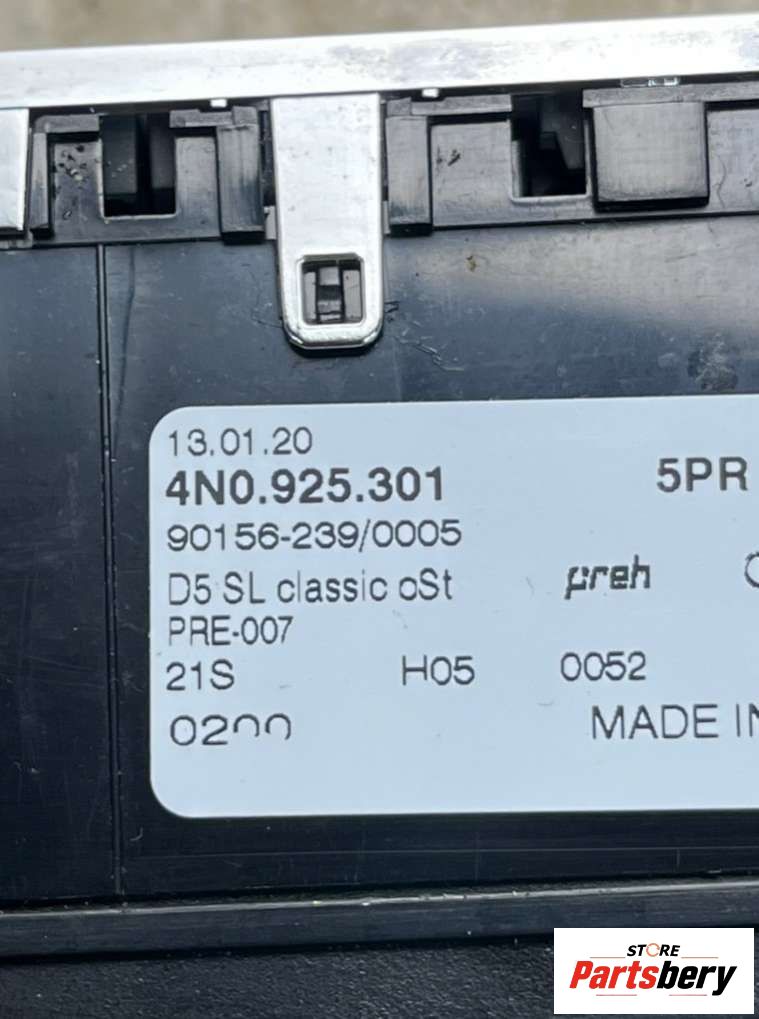 13.01.20
4N0.925.301 5PR
90156-239/0005
D5 SL classic oSt preh
PRE-007
21S H05 0052
MADE IN
STORE
Partsbery